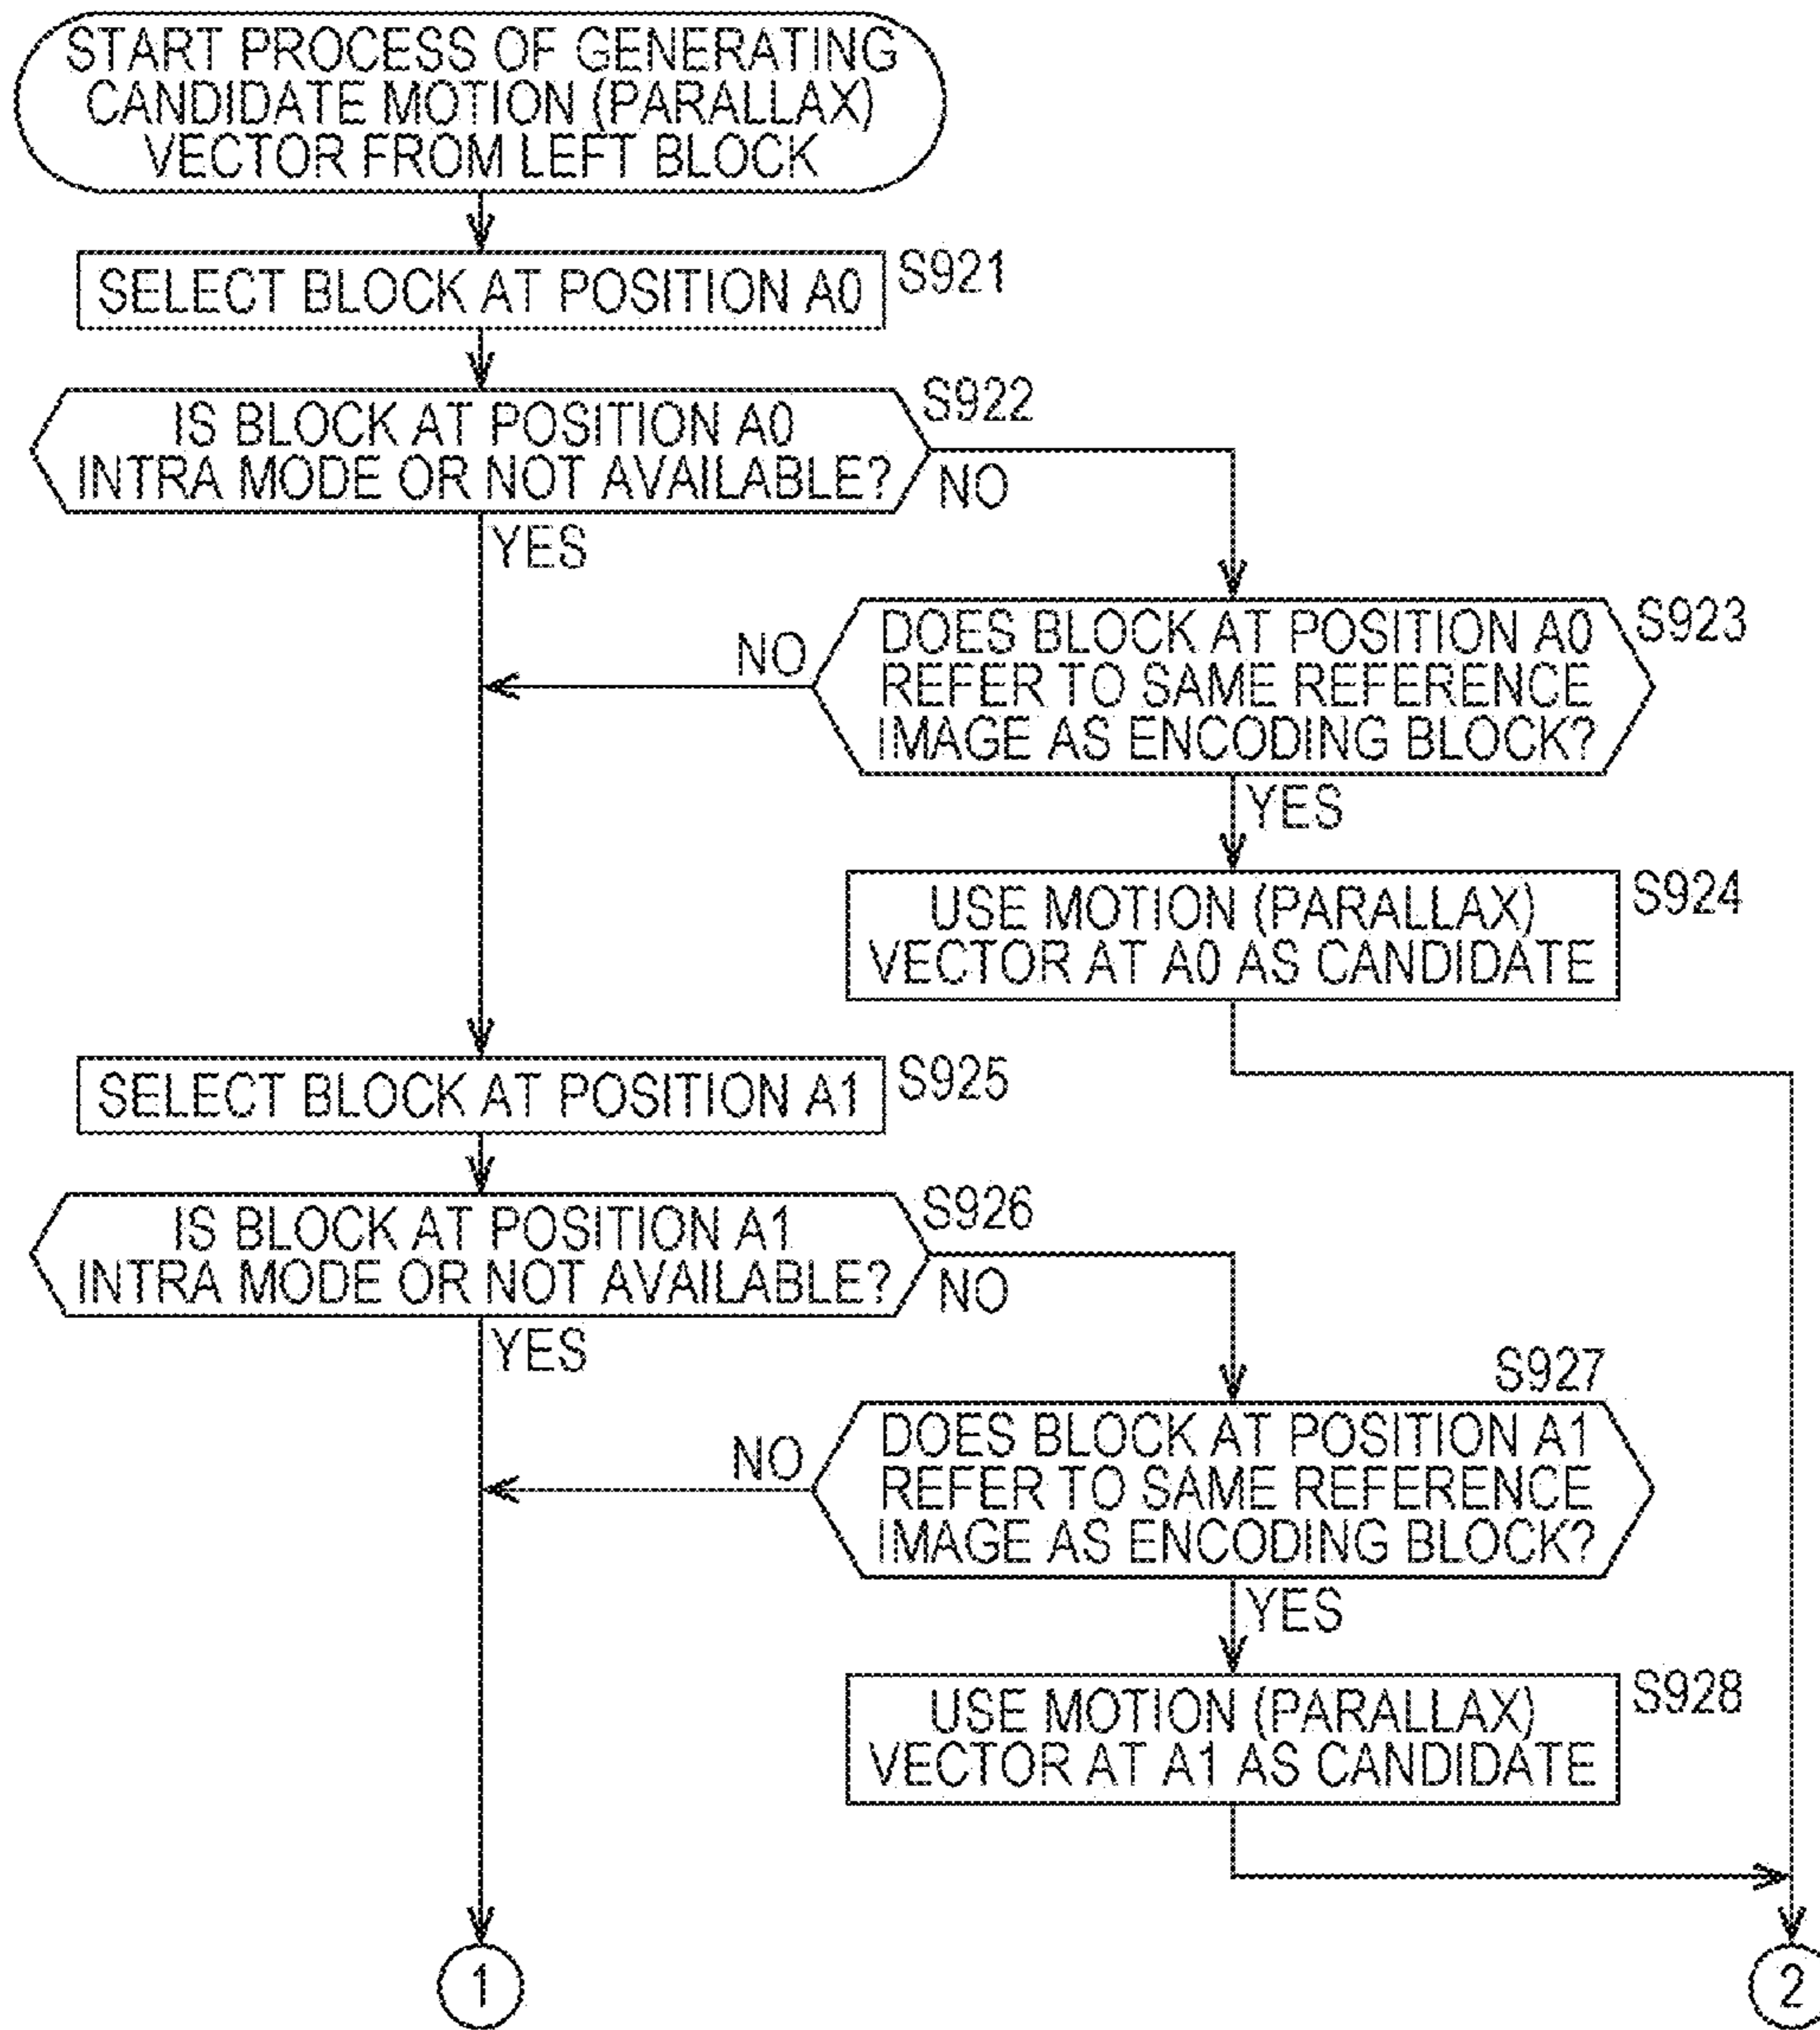 START PROCESS OF GENERATING
CANDIDATE MOTION (PARALLAX)
VECTOR FROM LEFT BLOCK
SELECT BLOCK AT POSITION A0
S921
IS BLOCK AT POSITION A0
INTRA MODE OR NOT AVAILABLE?
S922
NO
YES
DOES BLOCK AT POSITION A0
REFER TO SAME REFERENCE
IMAGE AS ENCODING BLOCK?
S923
NO
YES
USE MOTION (PARALLAX)
VECTOR AT A0 AS CANDIDATE
S924
SELECT BLOCK AT POSITION A1
S925
IS BLOCK AT POSITION A1
INTRA MODE OR NOT AVAILABLE?
S926
NO
YES
S927
DOES BLOCK AT POSITION A1
REFER TO SAME REFERENCE
IMAGE AS ENCODING BLOCK?
NO
YES
USE MOTION (PARALLAX)
VECTOR AT A1 AS CANDIDATE
S928
1
2